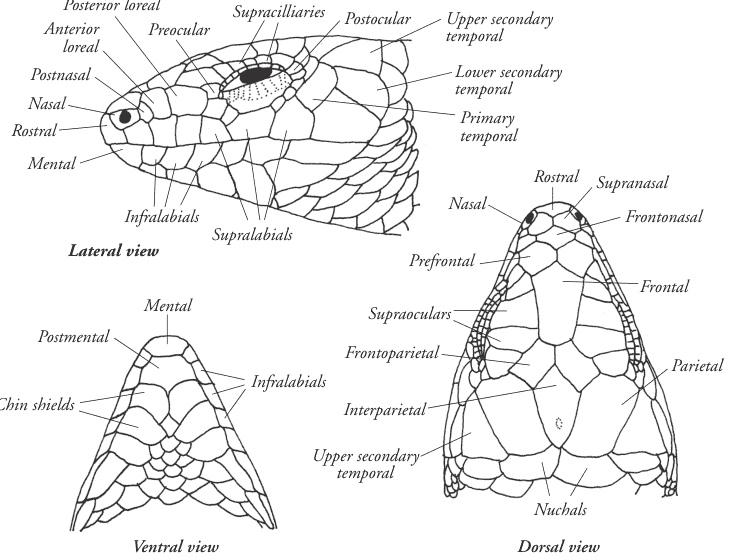 Posterior loreal
Supracilliaries
Anterior
loreal
Preocular
Postocular
Upper secondary
temporal
Postnasal
Lower secondary
temporal
Nasal
Rostral
Primary
temporal
Mental
Infralabials
Supralabials
Lateral view
Rostral
Supranasal
Nasal
Frontonasal
Prefrontal
Frontal
Supraoculars
Frontoparietal
Parietal
Interparietal
Upper secondary
temporal
Nuchals
Dorsal view
Mental
Postmental
Infralabials
Chin shields
Ventral view